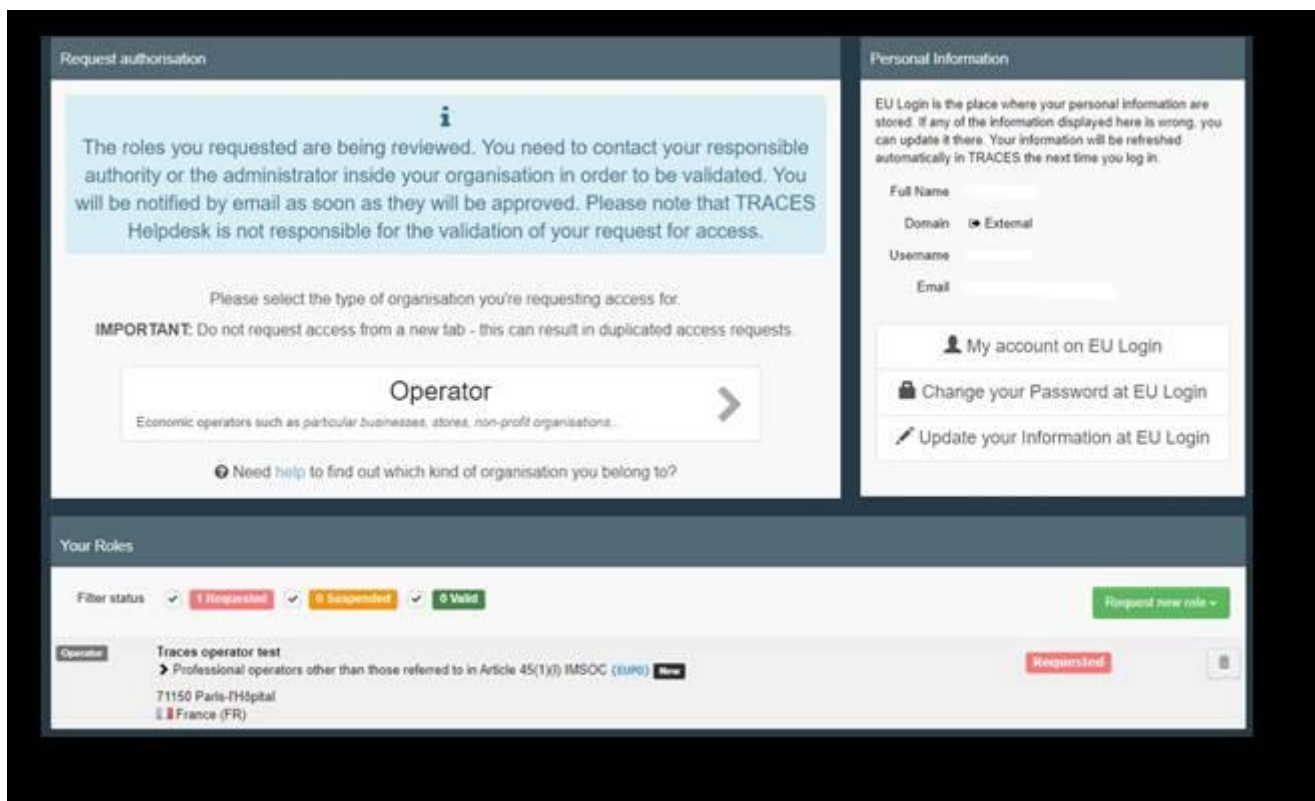 Request authorisation
i
The roles you requested are being reviewed. You need to contact your responsible
authority or the administrator inside your organisation in order to be validated. You
will be notified by email as soon as they will be approved. Please note that TRACES
Helpdesk is not responsible for the validation of your request for access.
Please select the type of organisation you're requesting access for.
IMPORTANT: Do not request access from a new tab - this can result in duplicated access requests.
Operator
Economic operators such as particular businesses, stores, non-profit organisations...
Need help to find out which kind of organisation you belong to?
Personal Information
EU Login is the place where your personal information are
stored. If any of the information displayed here is wrong, you
can update it there. Your information will be refreshed
automatically in TRACES the next time you log in.
Full Name
Domain External
Username
Email
My account on EU Login
Change your Password at EU Login
Update your Information at EU Login
Your Roles
Filter status 1 Requested 0 Suspended 0 Valid
Request new role
Operator Traces operator test
Professional operators other than those referred to in Article 45(1)(l) IMSOC (EUPO) New
Requested
71150 Paris-l'Hôpital
France (FR)